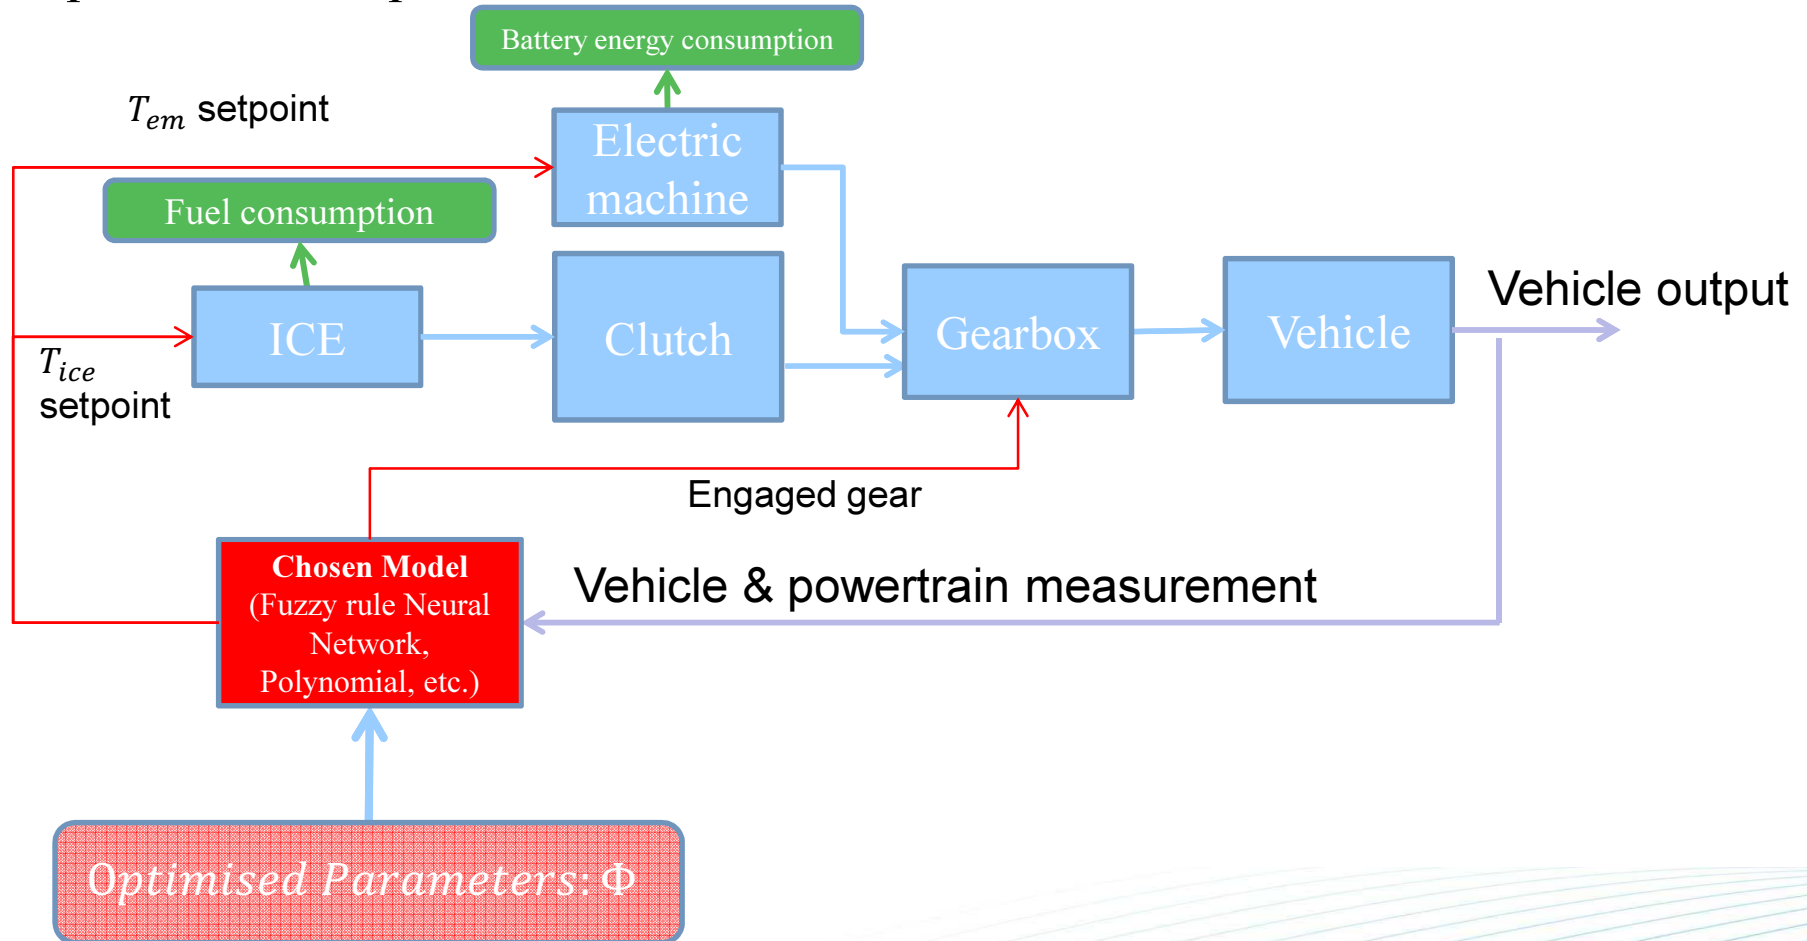 Battery energy consumption
T_em setpoint
Electric
machine
Fuel consumption
ICE
Clutch
Gearbox
Vehicle
Vehicle output
T_ice
setpoint
Engaged gear
Chosen Model
(Fuzzy rule Neural
Network,
Polynomial, etc.)
Vehicle & powertrain measurement
Optimised Parameters: Φ